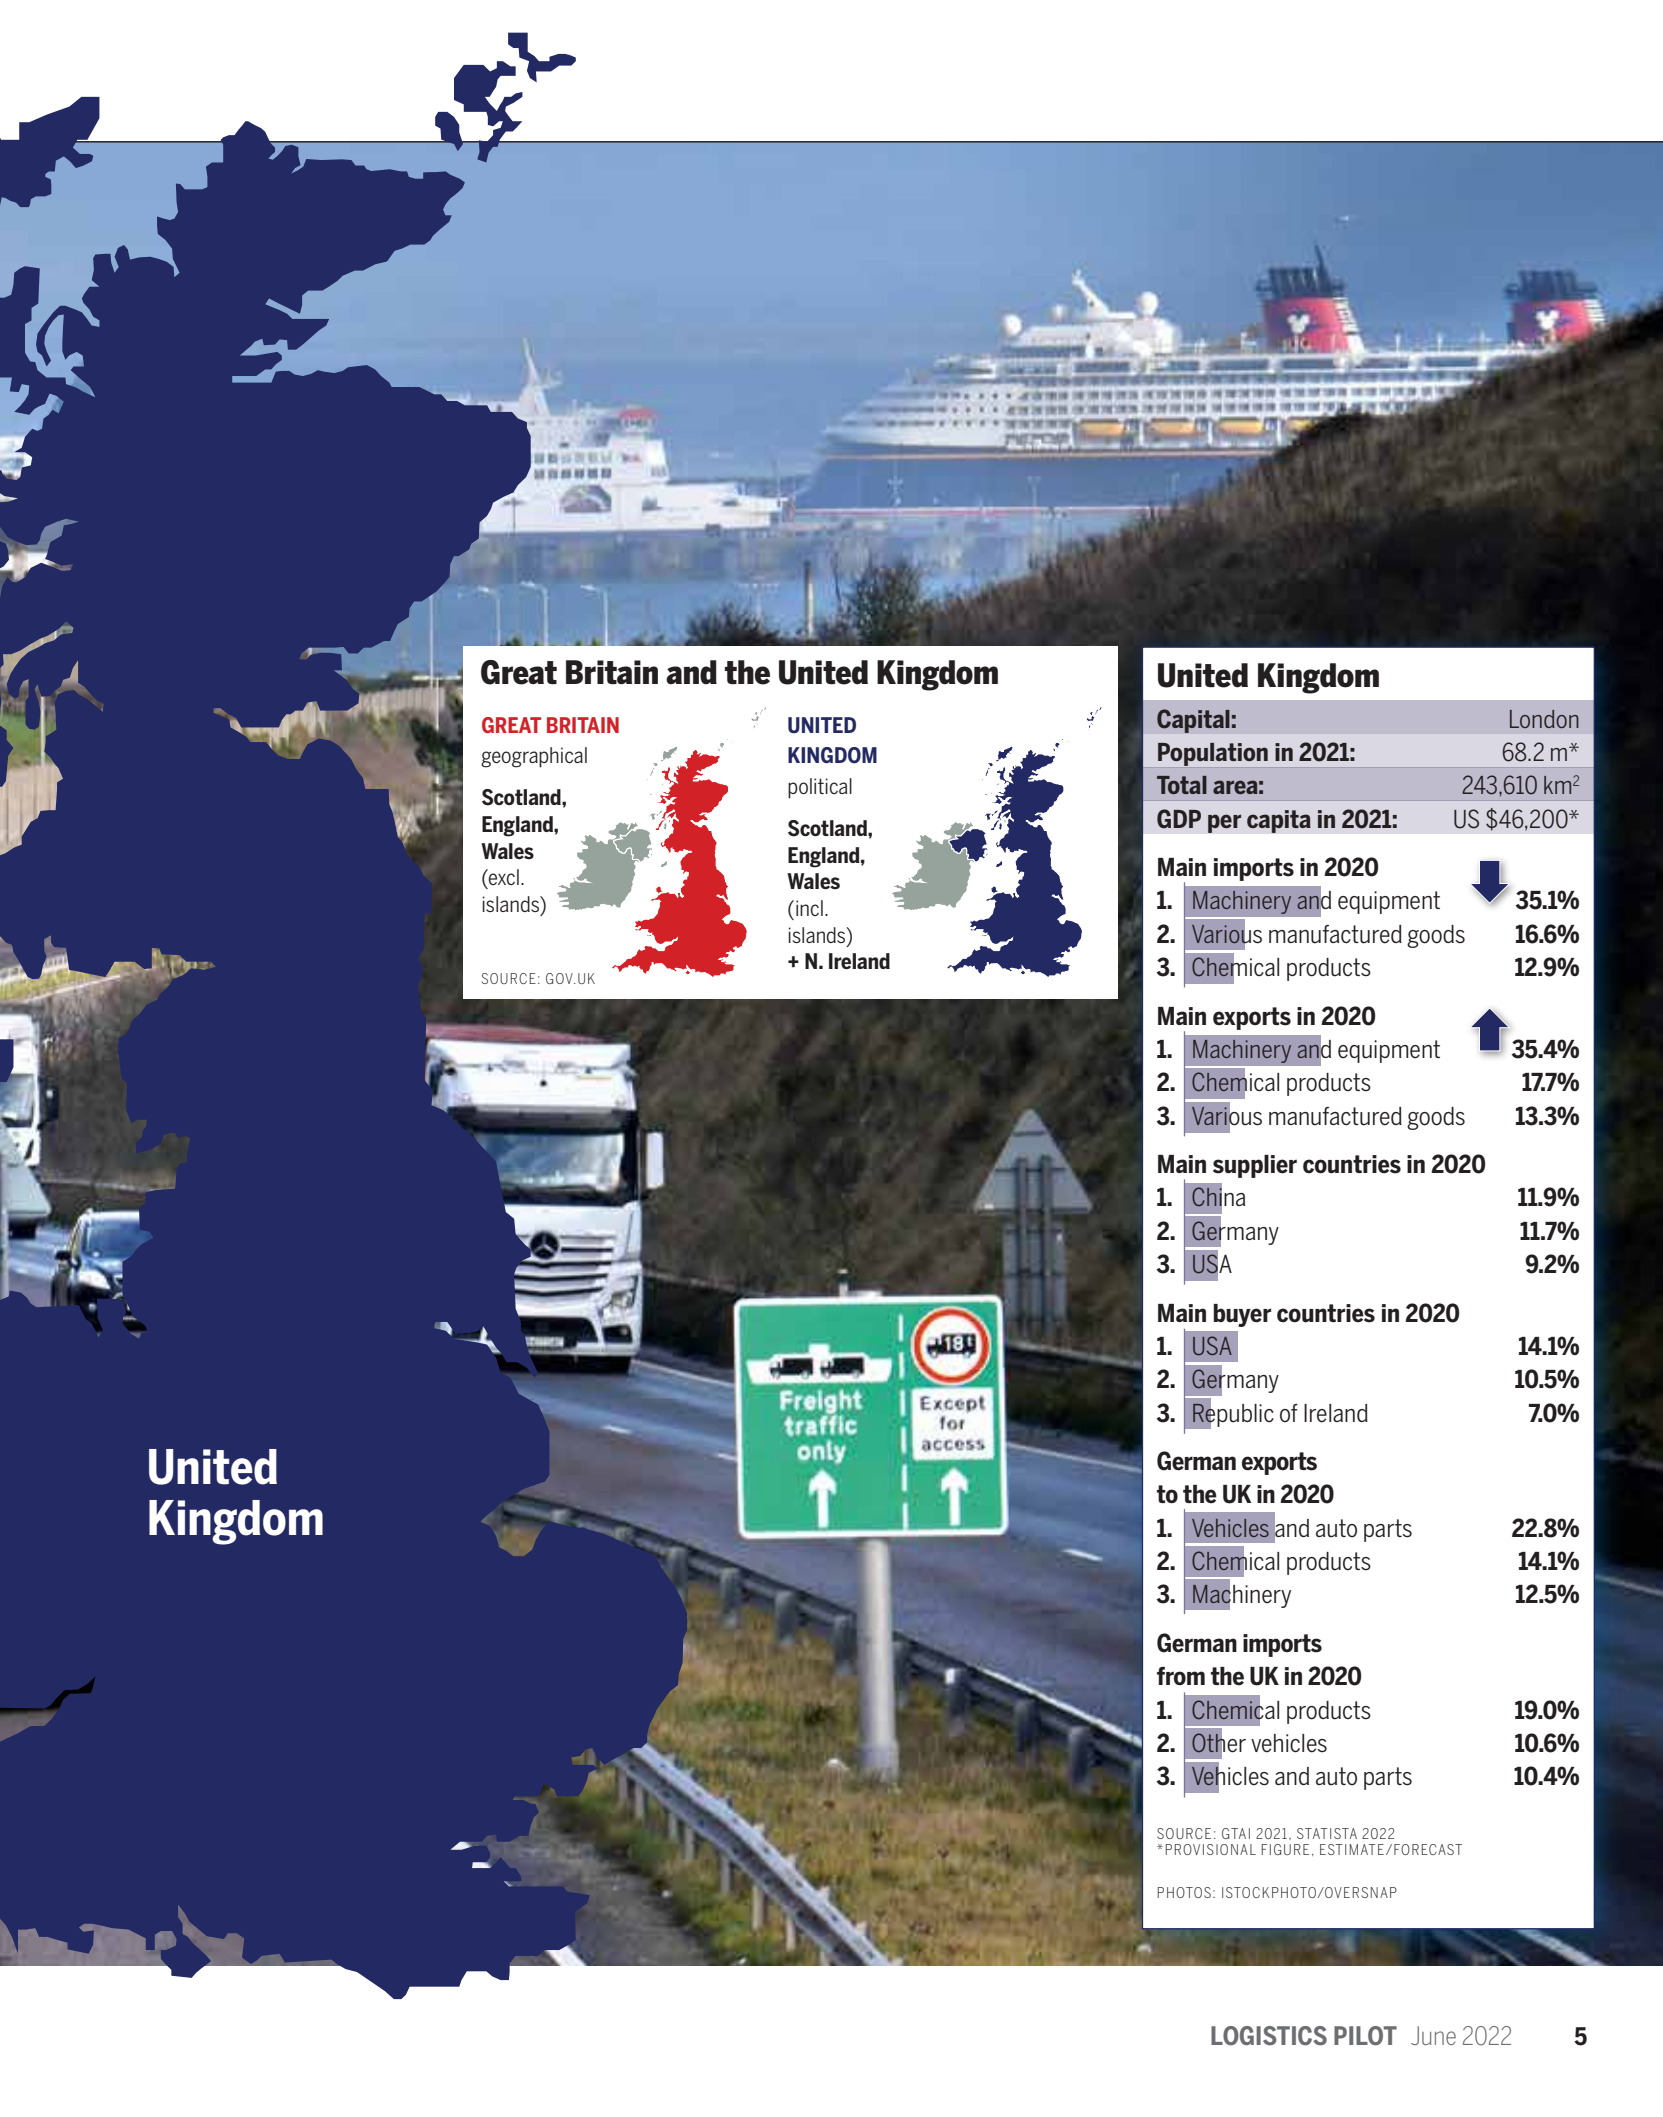 Great Britain and the United Kingdom
GREAT BRITAIN
geographical
Scotland,
England,
Wales
(excl.
islands)
SOURCE: GOV.UK
UNITED
KINGDOM
political
Scotland,
England,
Wales
(incl.
islands)
+ N. Ireland
United Kingdom
Capital: London
Population in 2021: 68.2 m*
Total area: 243,610 km²
GDP per capita in 2021: US $46,200*
Main imports in 2020
1. Machinery and equipment 35.1%
2. Various manufactured goods 16.6%
3. Chemical products 12.9%
Main exports in 2020
1. Machinery and equipment 35.4%
2. Chemical products 17.7%
3. Various manufactured goods 13.3%
Main supplier countries in 2020
1. China 11.9%
2. Germany 11.7%
3. USA 9.2%
Main buyer countries in 2020
1. USA 14.1%
2. Germany 10.5%
3. Republic of Ireland 7.0%
German exports
to the UK in 2020
1. Vehicles and auto parts 22.8%
2. Chemical products 14.1%
3. Machinery 12.5%
German imports
from the UK in 2020
1. Chemical products 19.0%
2. Other vehicles 10.6%
3. Vehicles and auto parts 10.4%
SOURCE: GTAI 2021, STATISTA 2022
*PROVISIONAL FIGURE, ESTIMATE/FORECAST
PHOTOS: ISTOCKPHOTO/OVERSNAP
United
Kingdom
18t
Freight
traffic
only
Except
for
access
LOGISTICS PILOT June 2022 5